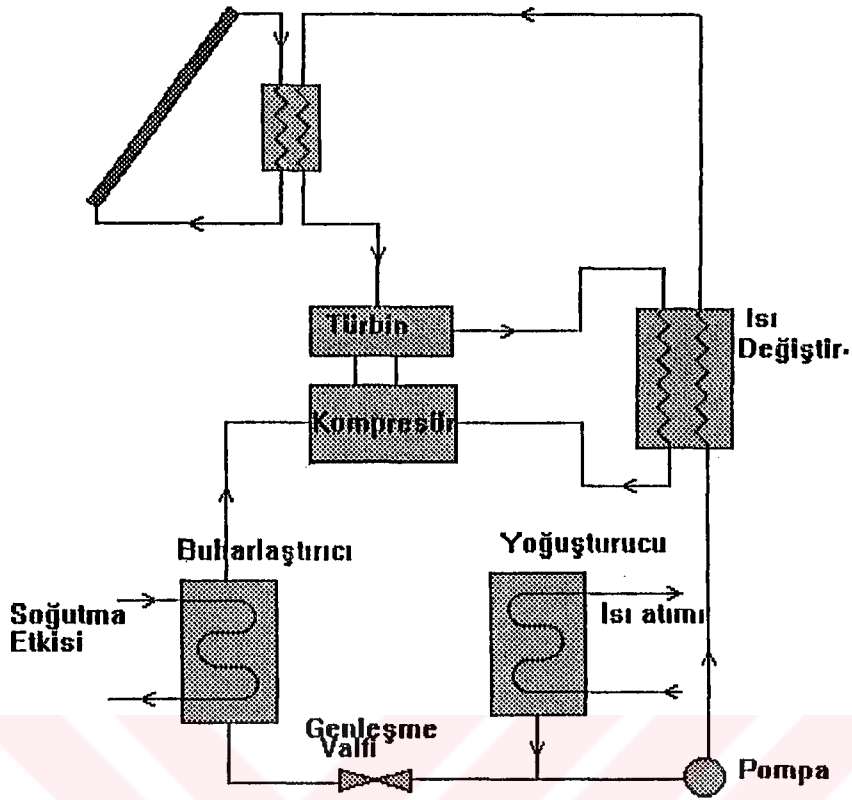 Türbin
Isı
Değiştir.
Kompresör
Buharlaştırıcı
Yoğuşturucu
Soğutma
Etkisi
Isı atımı
Genleşme
Valfi
Pompa